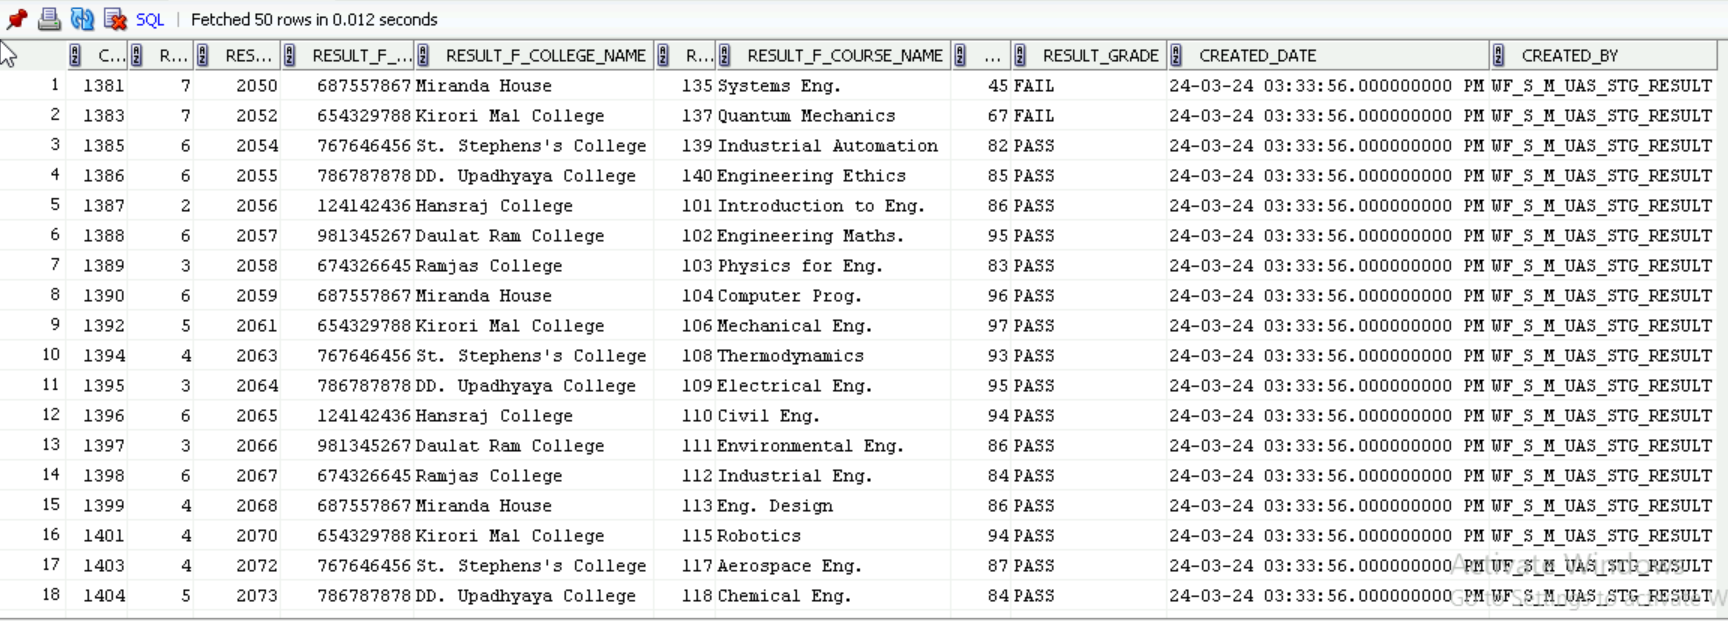 SQL | Fetched 50 rows in 0.012 seconds
C... R... RES... RESULT_F_... RESULT_F_COLLEGE_NAME R... RESULT_F_COURSE_NAME ... RESULT_GRADE CREATED_DATE CREATED_BY
1 1381 7 2050 687557867 Miranda House 135 Systems Eng. 45 FAIL 24-03-24 03:33:56.000000000 PM WF_S_M_UAS_STG_RESULT
2 1383 7 2052 654329788 Kirori Mal College 137 Quantum Mechanics 67 FAIL 24-03-24 03:33:56.000000000 PM WF_S_M_UAS_STG_RESULT
3 1385 6 2054 767646456 St. Stephens's College 139 Industrial Automation 82 PASS 24-03-24 03:33:56.000000000 PM WF_S_M_UAS_STG_RESULT
4 1386 6 2055 786787878 DD. Upadhyaya College 140 Engineering Ethics 85 PASS 24-03-24 03:33:56.000000000 PM WF_S_M_UAS_STG_RESULT
5 1387 2 2056 124142436 Hansraj College 101 Introduction to Eng. 86 PASS 24-03-24 03:33:56.000000000 PM WF_S_M_UAS_STG_RESULT
6 1388 6 2057 981345267 Daulat Ram College 102 Engineering Maths. 95 PASS 24-03-24 03:33:56.000000000 PM WF_S_M_UAS_STG_RESULT
7 1389 3 2058 674326645 Ramjas College 103 Physics for Eng. 83 PASS 24-03-24 03:33:56.000000000 PM WF_S_M_UAS_STG_RESULT
8 1390 6 2059 687557867 Miranda House 104 Computer Prog. 96 PASS 24-03-24 03:33:56.000000000 PM WF_S_M_UAS_STG_RESULT
9 1392 5 2061 654329788 Kirori Mal College 106 Mechanical Eng. 97 PASS 24-03-24 03:33:56.000000000 PM WF_S_M_UAS_STG_RESULT
10 1394 4 2063 767646456 St. Stephens's College 108 Thermodynamics 93 PASS 24-03-24 03:33:56.000000000 PM WF_S_M_UAS_STG_RESULT
11 1395 3 2064 786787878 DD. Upadhyaya College 109 Electrical Eng. 95 PASS 24-03-24 03:33:56.000000000 PM WF_S_M_UAS_STG_RESULT
12 1396 6 2065 124142436 Hansraj College 110 Civil Eng. 94 PASS 24-03-24 03:33:56.000000000 PM WF_S_M_UAS_STG_RESULT
13 1397 3 2066 981345267 Daulat Ram College 111 Environmental Eng. 86 PASS 24-03-24 03:33:56.000000000 PM WF_S_M_UAS_STG_RESULT
14 1398 6 2067 674326645 Ramjas College 112 Industrial Eng. 84 PASS 24-03-24 03:33:56.000000000 PM WF_S_M_UAS_STG_RESULT
15 1399 4 2068 687557867 Miranda House 113 Eng. Design 86 PASS 24-03-24 03:33:56.000000000 PM WF_S_M_UAS_STG_RESULT
16 1401 4 2070 654329788 Kirori Mal College 115 Robotics 94 PASS 24-03-24 03:33:56.000000000 PM WF_S_M_UAS_STG_RESULT
17 1403 4 2072 767646456 St. Stephens's College 117 Aerospace Eng. 87 PASS 24-03-24 03:33:56.000000000 PM WF_S_M_UAS_STG_RESULT
Activate Windows
18 1404 5 2073 786787878 DD. Upadhyaya College 118 Chemical Eng. 84 PASS 24-03-24 03:33:56.000000000 PM WF_S_M_UAS_STG_RESULT
Go to Settings to activate W